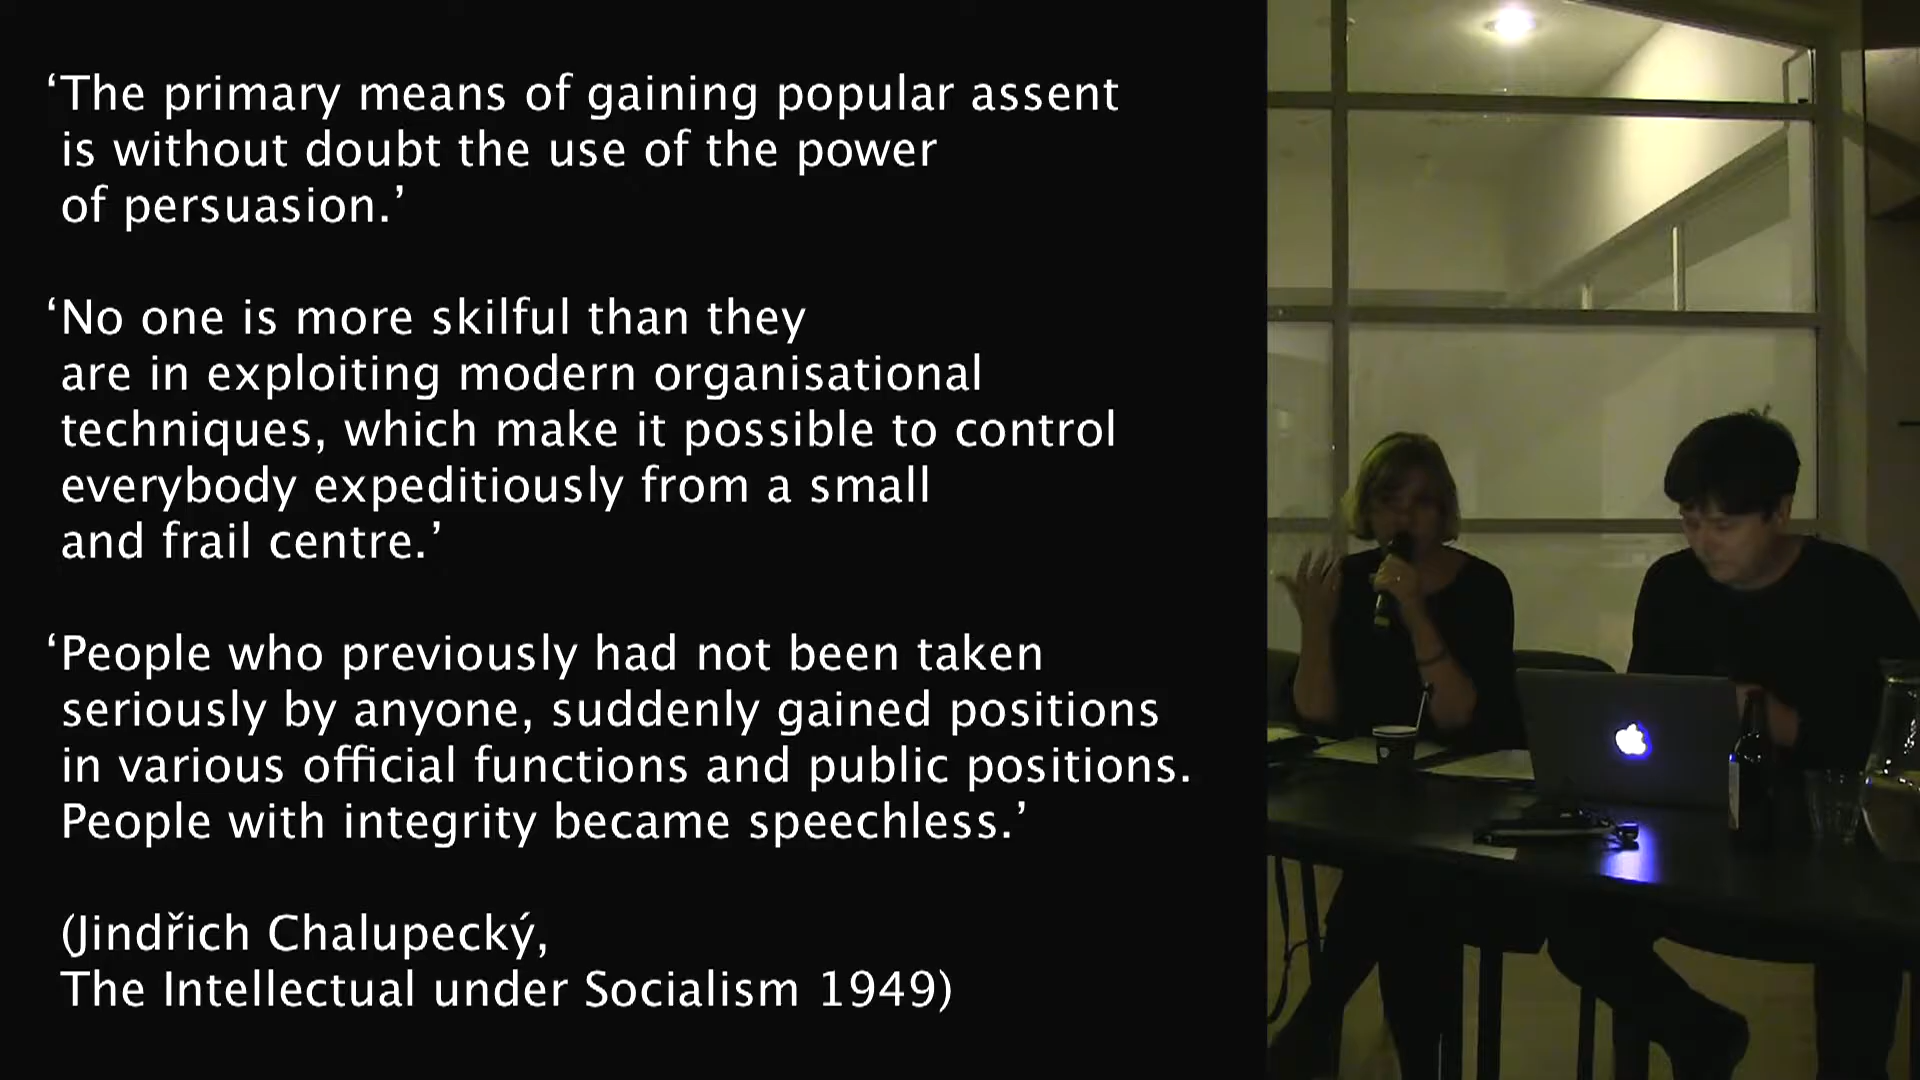 ‘The primary means of gaining popular assent
is without doubt the use of the power
of persuasion.’
‘No one is more skilful than they
are in exploiting modern organisational
techniques, which make it possible to control
everybody expeditiously from a small
and frail centre.’
‘People who previously had not been taken
seriously by anyone, suddenly gained positions
in various official functions and public positions.
People with integrity became speechless.’
(Jindřich Chalupecký,
The Intellectual under Socialism 1949)